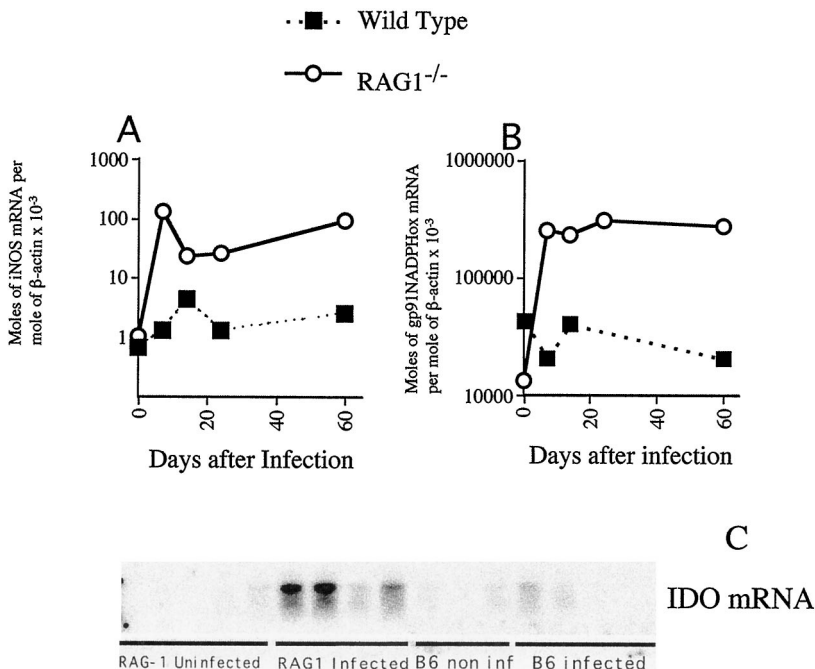 Wild Type
RAG1-/-
A
Moles of iNOS mRNA per
mole of β-actin x 10-3
1000
100
10
1
0
20
40
60
Days after Infection
B
Moles of gp91NADPHox mRNA
per mole of β-actin x 10-3
1000000
100000
10000
0
20
40
60
Days after infection
C
IDO mRNA
RAG-1 Uninfected
RAG1 Infected
B6 non inf
B6 infected